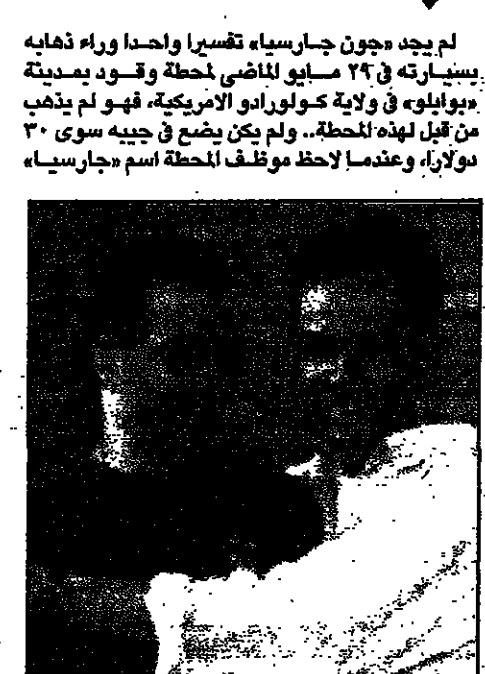 لم يجد «جون جارسيا» تفسيرا واحدا وراء ذهابه
بسيارته في ٢٩ مايو الماضي لمحطة وقود بمدينة
«بوابلو» في ولاية كولورادو الامريكية، فهو لم يذهب
من قبل لهذه المحطة.. ولم يكن يضع في جيبه سوى ٣٠
دولارا، وعندما لاحظ موظف المحطة اسم «جارسيا»